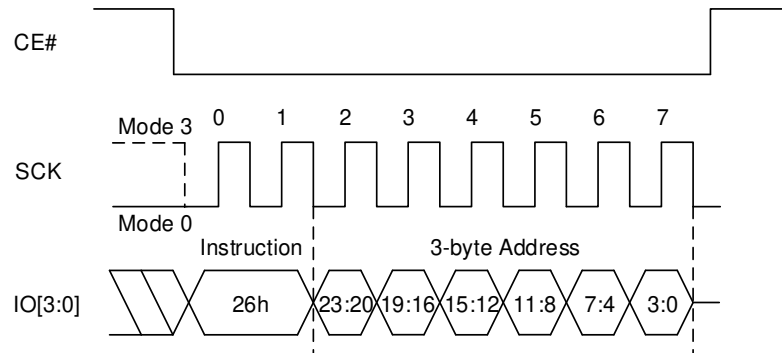 CE#
Mode 3 0 1 2 3 4 5 6 7
SCK
Mode 0
Instruction 3-byte Address
IO[3:0] 26h 23:20 19:16 15:12 11:8 7:4 3:0